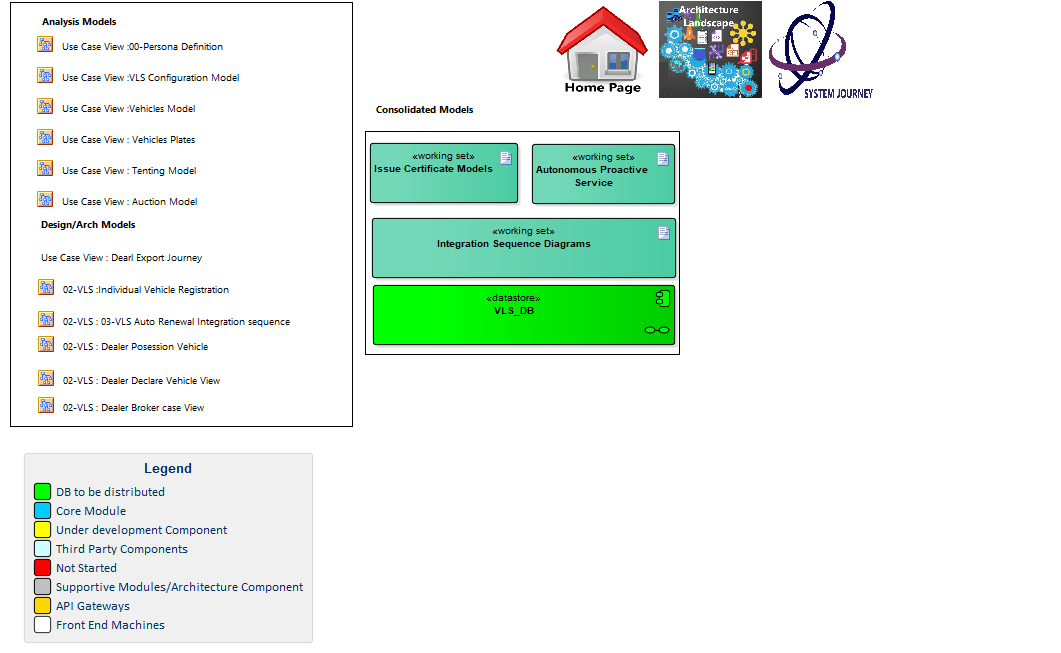 Analysis Models
Use Case View :00-Persona Definition
Use Case View :VLS Configuration Model
Use Case View :Vehicles Model
Use Case View : Vehicles Plates
Use Case View : Tenting Model
Use Case View : Auction Model
Design/Arch Models
Use Case View : Dearl Export Journey
02-VLS :Individual Vehicle Registration
02-VLS : 03-VLS Auto Renewal Integration sequence
02-VLS : Dealer Posession Vehicle
02-VLS : Dealer Declare Vehicle View
02-VLS : Dealer Broker case View
Home Page
Architecture
Landscape
SYSTEM JOURNEY
Consolidated Models
«working set»
Issue Certificate Models
«working set»
Autonomous Proactive
Service
«working set»
Integration Sequence Diagrams
«datastore»
VLS_DB
Legend
DB to be distributed
Core Module
Under development Component
Third Party Components
Not Started
Supportive Modules/Architecture Component
API Gateways
Front End Machines